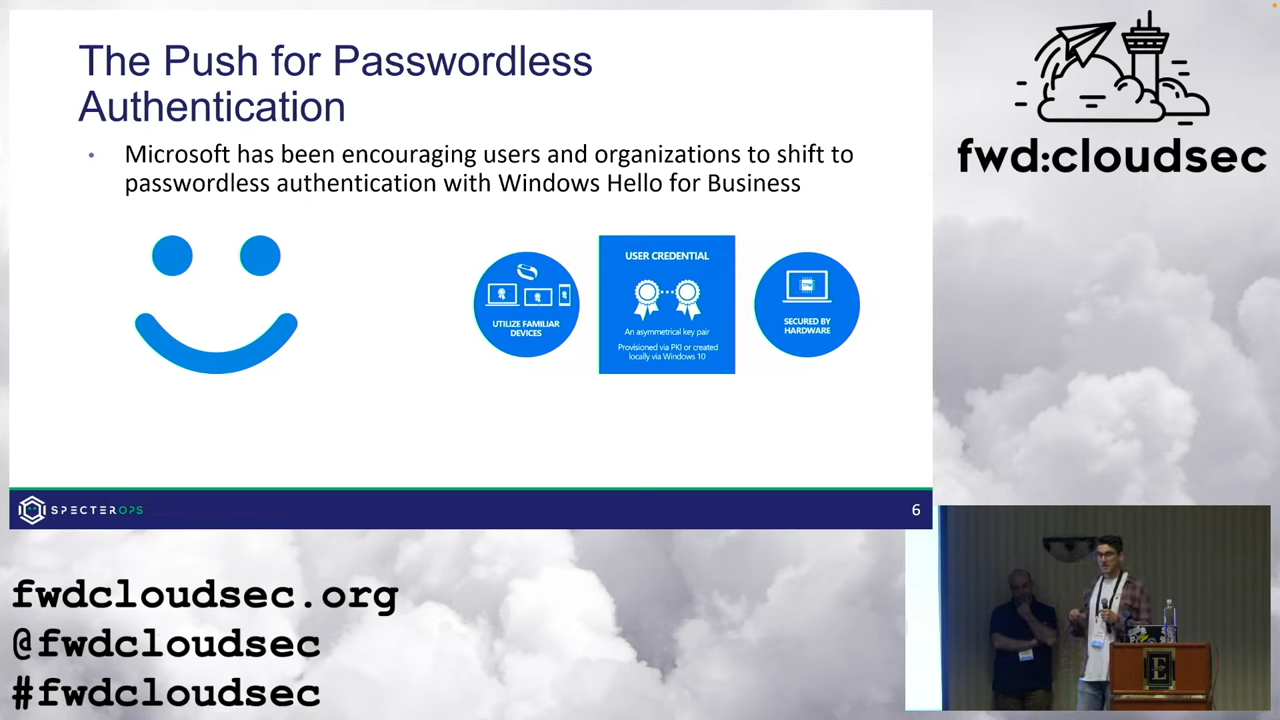 The Push for Passwordless
Authentication
• Microsoft has been encouraging users and organizations to shift to
passwordless authentication with Windows Hello for Business
UTILIZE FAMILIAR
DEVICES
USER CREDENTIAL
An asymmetrical key pair
Provisioned via PKI or created
locally via Windows 10
SECURED BY
HARDWARE
SPECTEROPS
6
fwd:cloudsec
fwdcloudsec.org
@fwdcloudsec
#fwdcloudsec